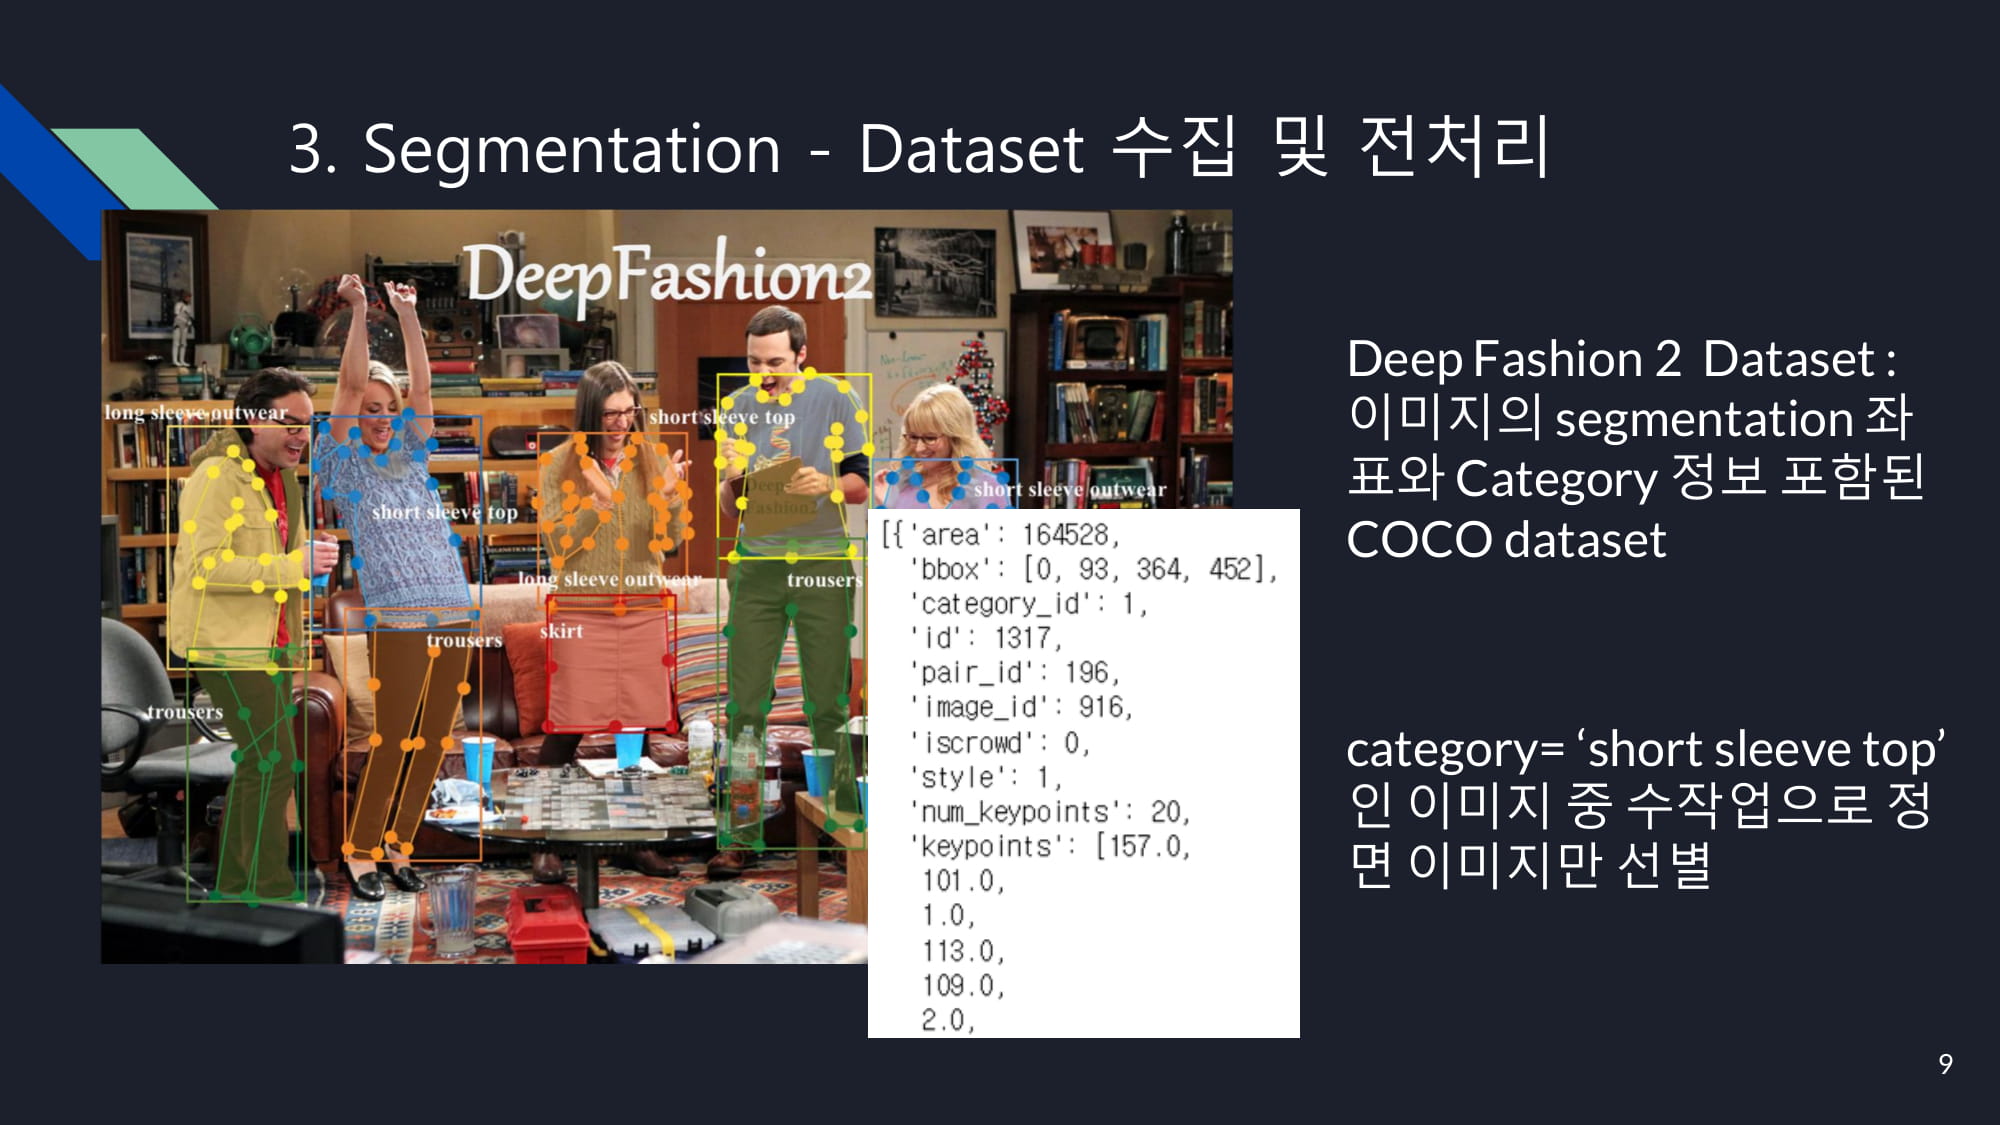 3. Segmentation - Dataset 수집 및 전처리
DeepFashion2
long sleeve outwear
short sleeve top
short sleeve outwear
short sleeve top
Deep
Fashion2
long sleeve outwear
trousers
skirt
trousers
trousers
[{'area': 164528,
'bbox': [0, 93, 364, 452],
'category_id': 1,
'id': 1317,
'pair_id': 196,
'image_id': 916,
'iscrowd': 0,
'style': 1,
'num_keypoints': 20,
'keypoints': [157.0,
101.0,
1.0,
113.0,
109.0,
2.0,
Deep Fashion 2 Dataset :
이미지의 segmentation 좌
표와 Category 정보 포함된
COCO dataset
category= ‘short sleeve top’
인 이미지 중 수작업으로 정
면 이미지만 선별
9